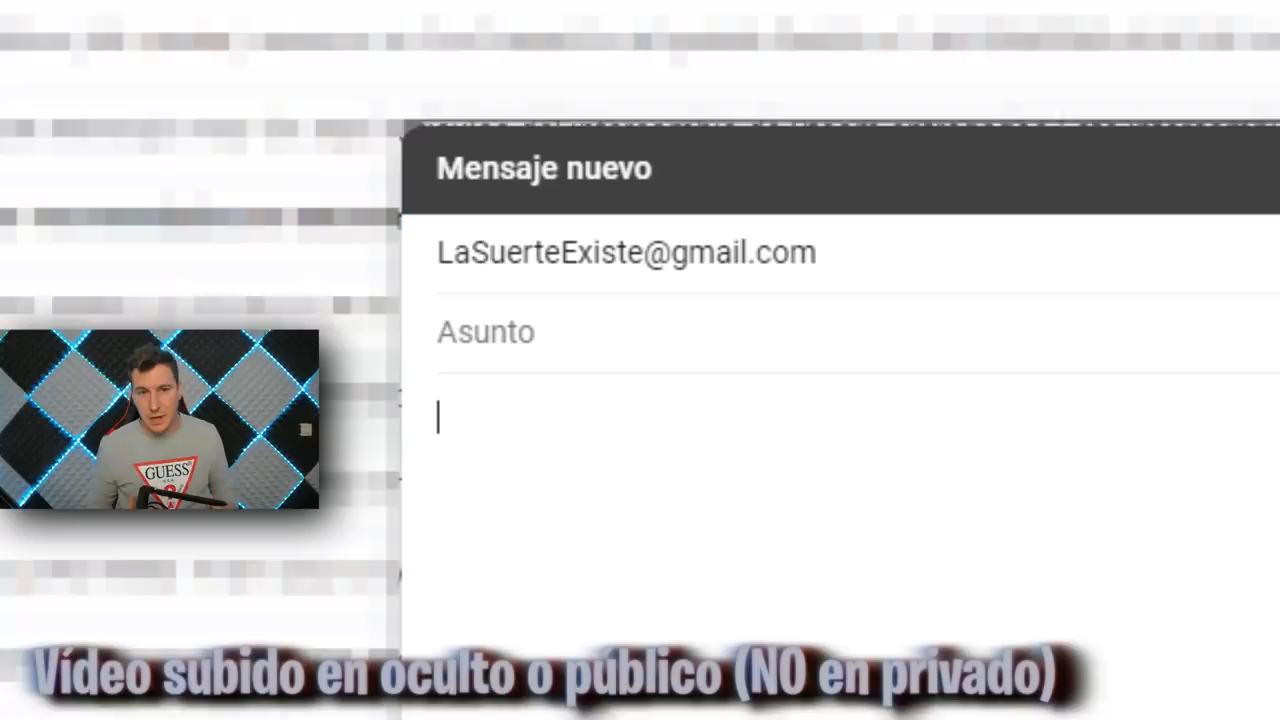 Mensaje nuevo
LaSuerteExiste@gmail.com
Asunto
GUESS
Vídeo subido en oculto o público (NO en privado)